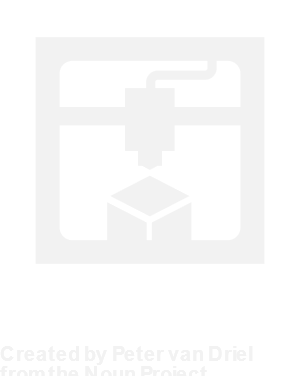 Created by Peter van Driel
from the Noun Project